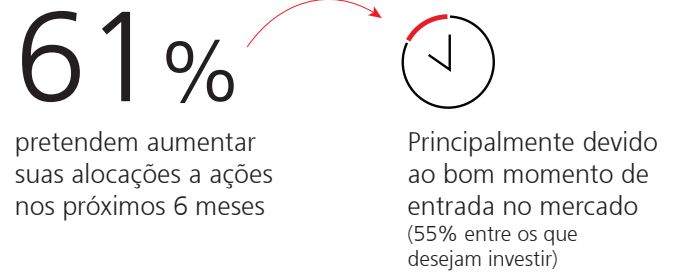 61%
pretendem aumentar
suas alocações a ações
nos próximos 6 meses
Principalmente devido
ao bom momento de
entrada no mercado
(55% entre os que
desejam investir)